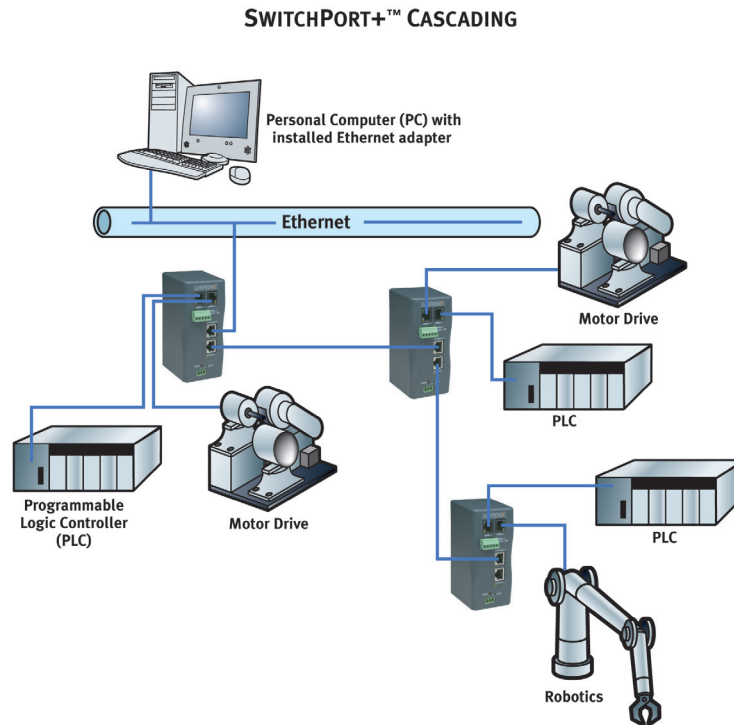 SWITCHPORT+™ CASCADING
Personal Computer (PC) with
installed Ethernet adapter
Ethernet
Motor Drive
PLC
Programmable
Logic Controller
(PLC)
Motor Drive
PLC
Robotics